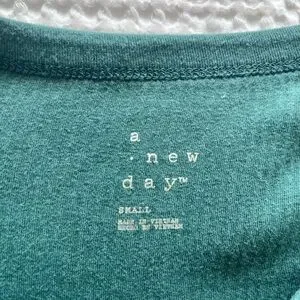 a
· new
day™
SMALL
MADE IN VIETNAM
HECHO EN VIETNAM